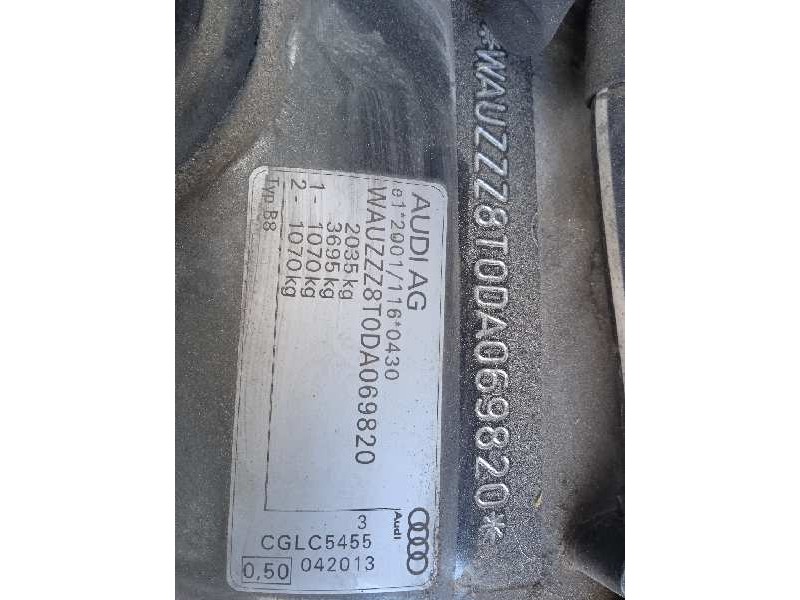 *WAUZZZ8T0DA069820*
AUDI AG
e1*2001/116*0430
WAUZZZ8T0DA069820
2035 kg
3695 kg
1- 1070 kg
2- 1070 kg
Typ B8
Audi
3
CGLC5455
0,50 042013